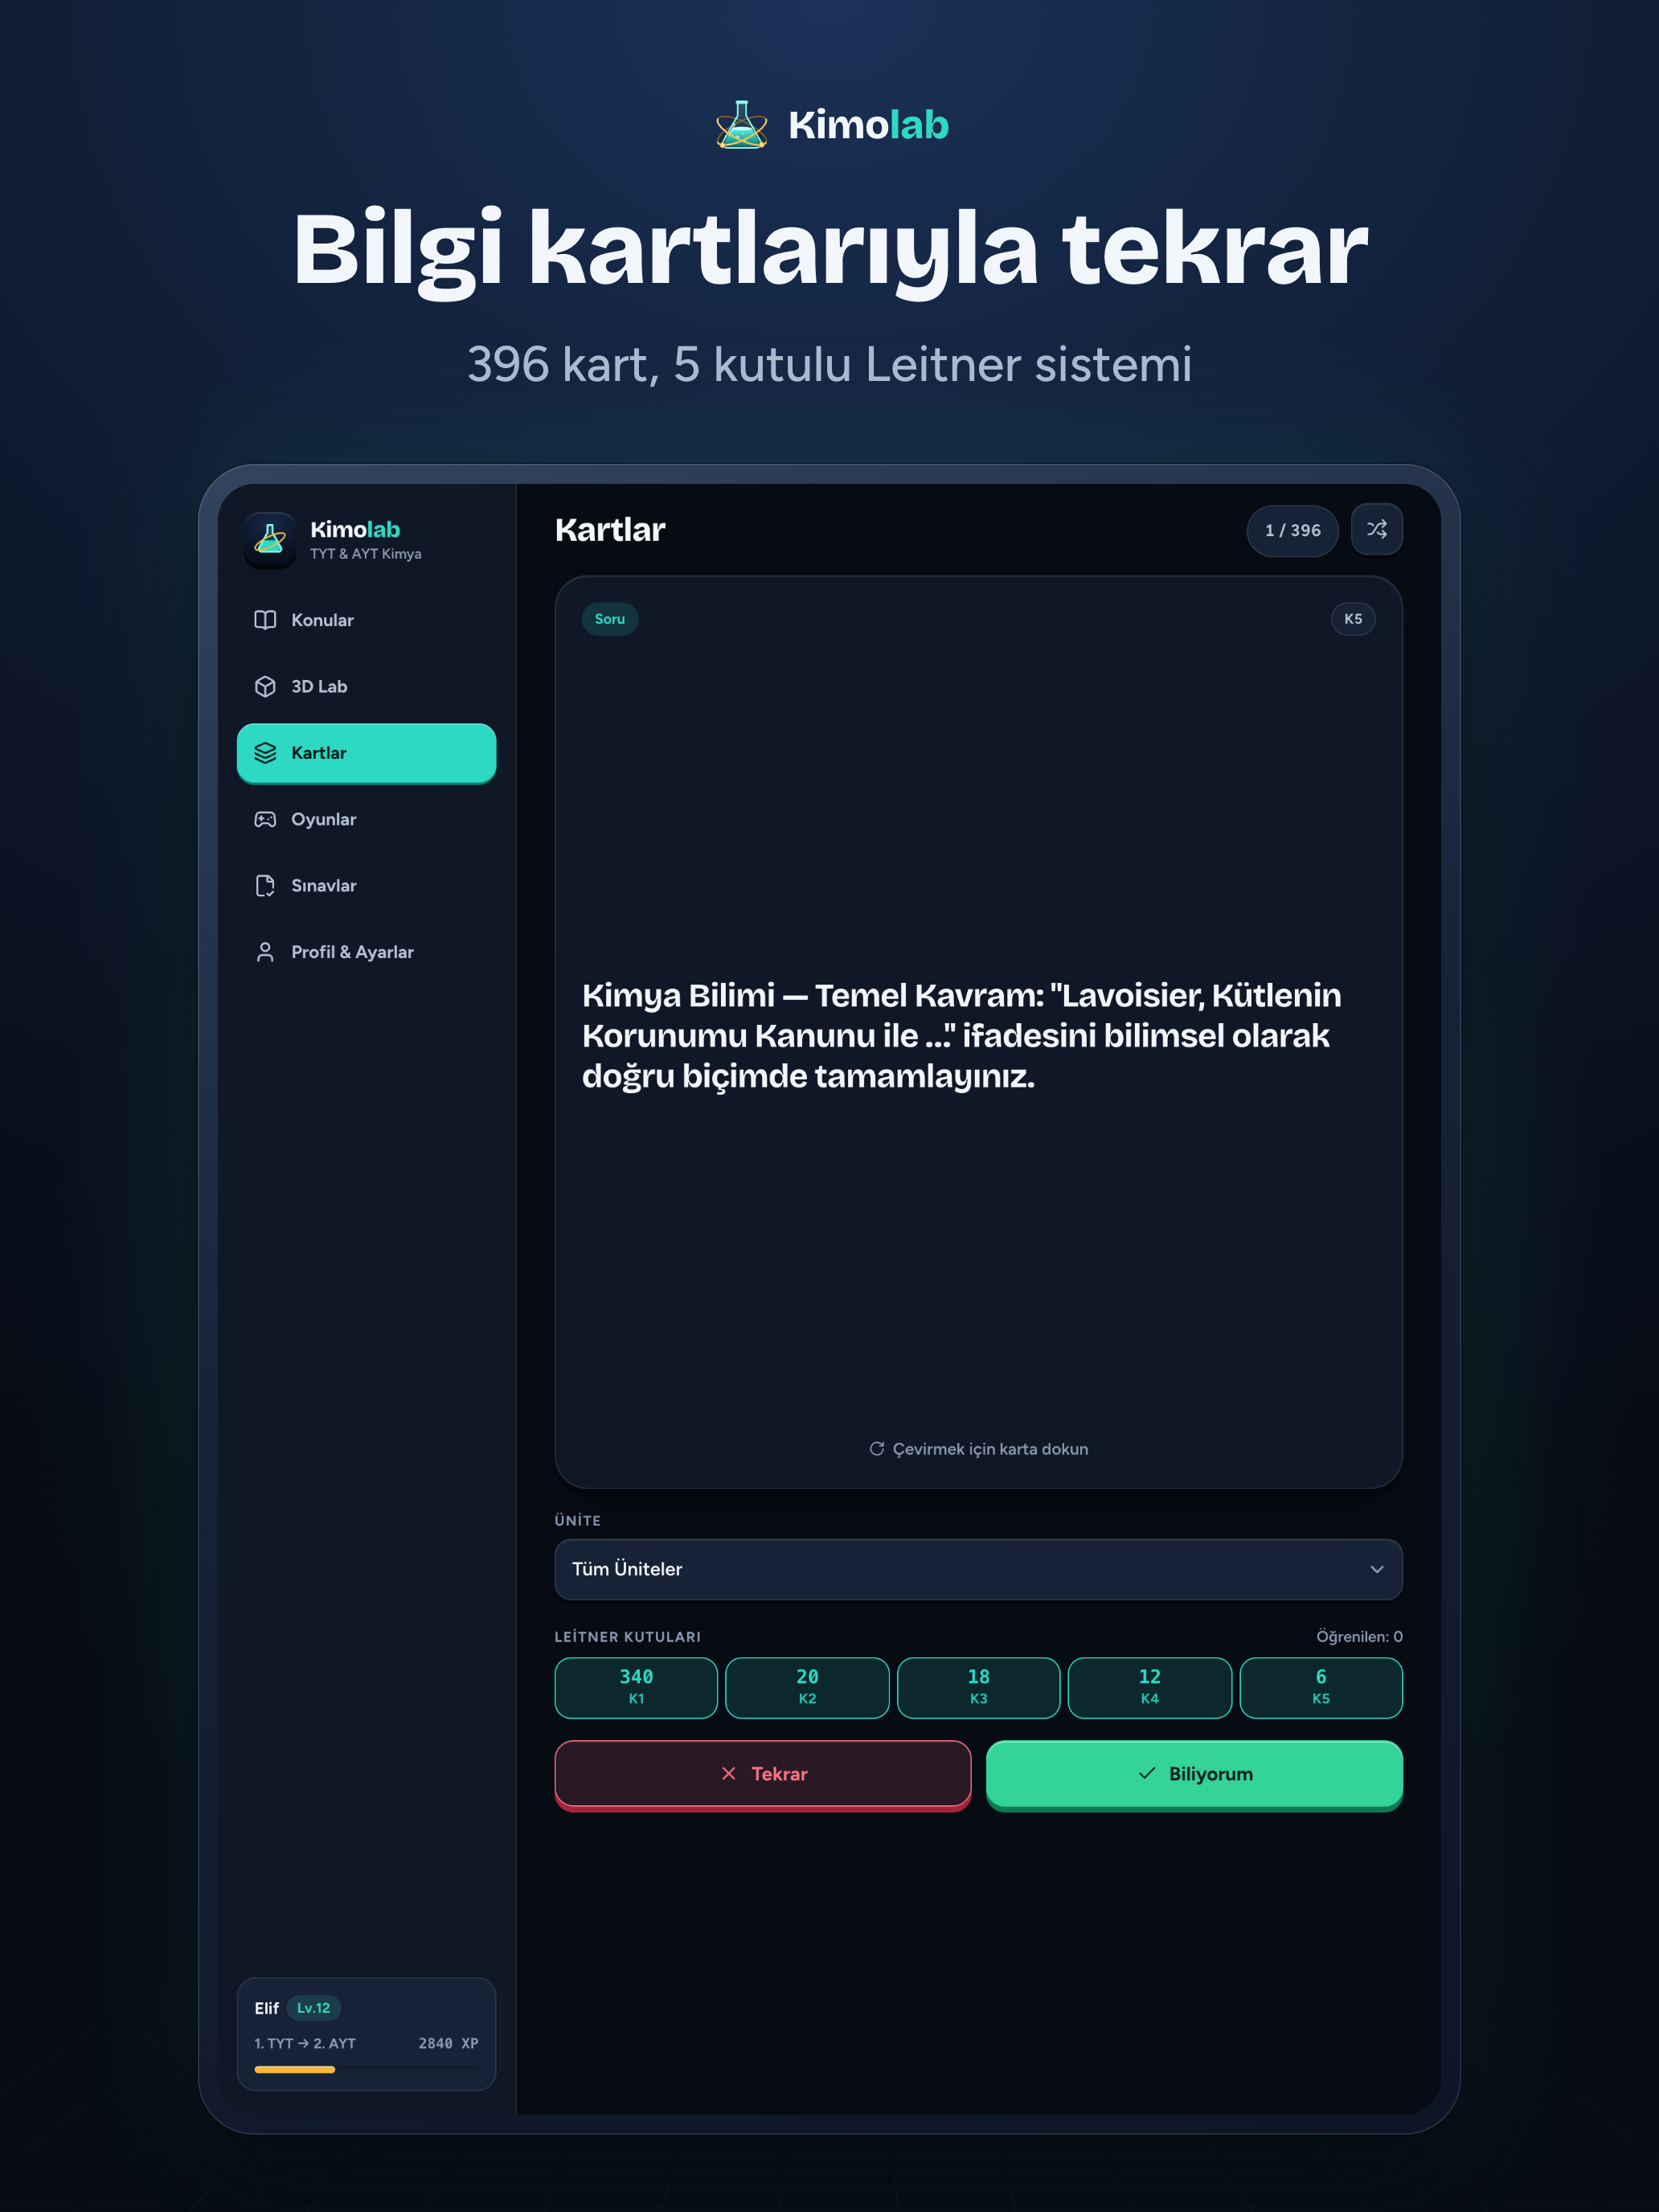 Kimolab
Bilgi kartlarıyla tekrar
396 kart, 5 kutulu Leitner sistemi
Kimolab
TYT & AYT Kimya
Konular
3D Lab
Kartlar
Oyunlar
Sınavlar
Profil & Ayarlar
Elif Lv.12
1. TYT → 2. AYT 2840 XP
Kartlar 1 / 396
Soru K5
Kimya Bilimi — Temel Kavram: "Lavoisier, Kütlenin
Korunumu Kanunu ile ..." ifadesini bilimsel olarak
doğru biçimde tamamlayınız.
Çevirmek için karta dokun
ÜNİTE
Tüm Üniteler
LEİTNER KUTULARI Öğrenilen: 0
340 20 18 12 6
K1 K2 K3 K4 K5
Tekrar Biliyorum